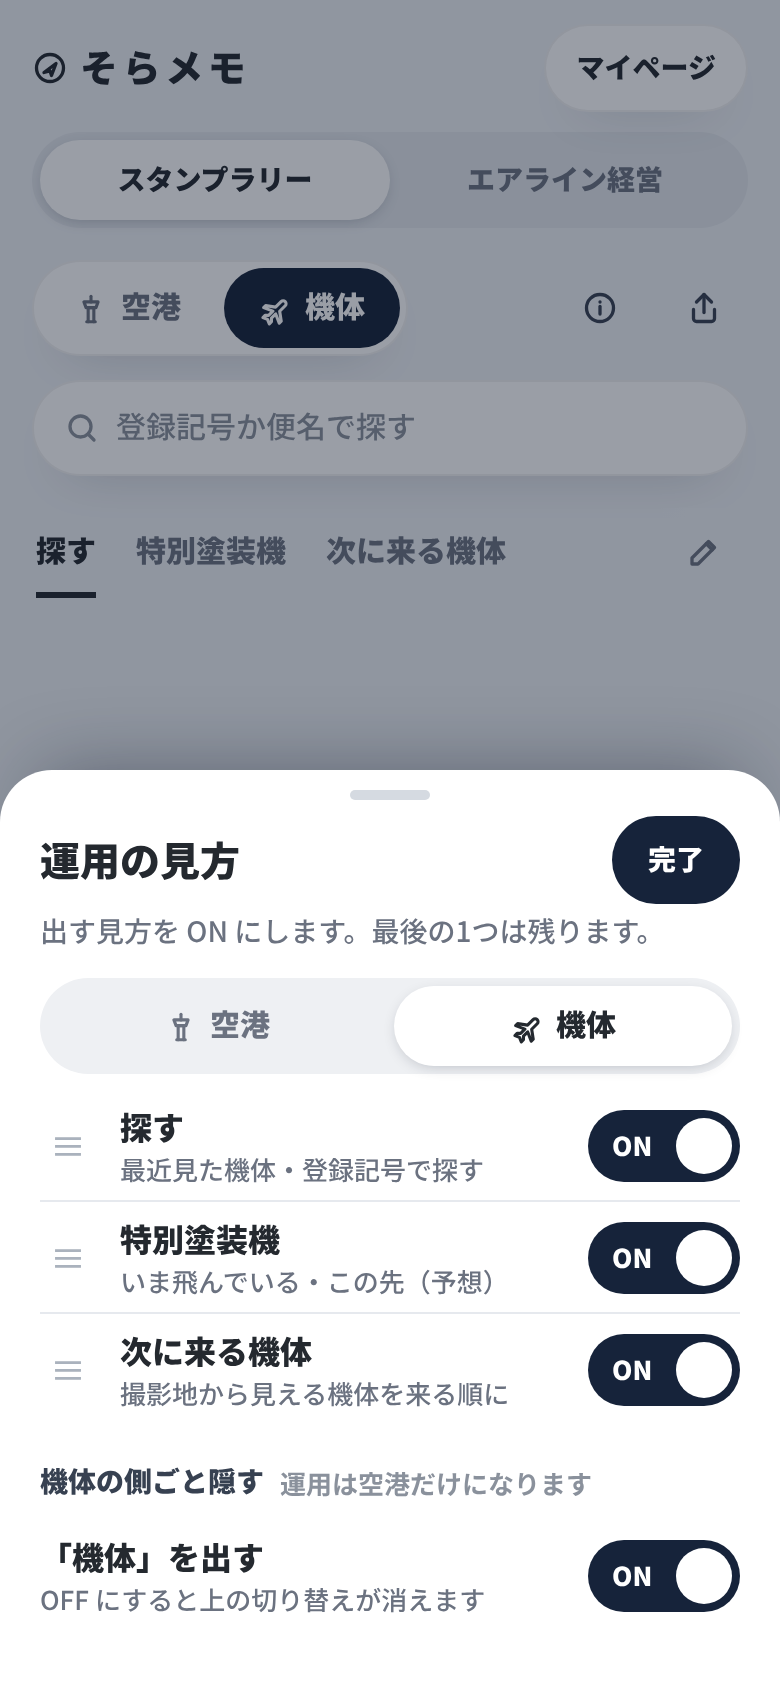 そらメモ
マイページ
スタンプラリー
エアライン経営
空港
機体
登録記号か便名で探す
探す
特別塗装機
次に来る機体
運用の見方
完了
出す見方を ON にします。最後の1つは残ります。
空港
機体
探す
最近見た機体・登録記号で探す
ON
特別塗装機
いま飛んでいる・この先（予想）
ON
次に来る機体
撮影地から見える機体を来る順に
ON
機体の側ごと隠す 運用は空港だけになります
「機体」を出す
OFF にすると上の切り替えが消えます
ON